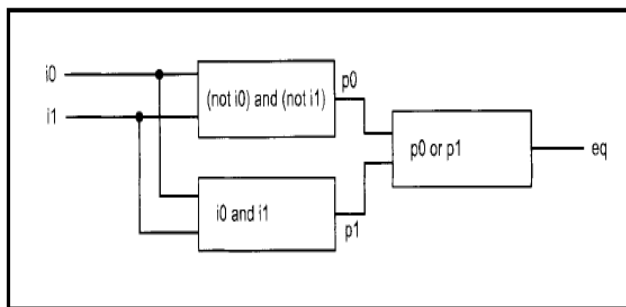 i0
i1
(not i0) and (not i1)
p0
i0 and i1
p1
p0 or p1
eq